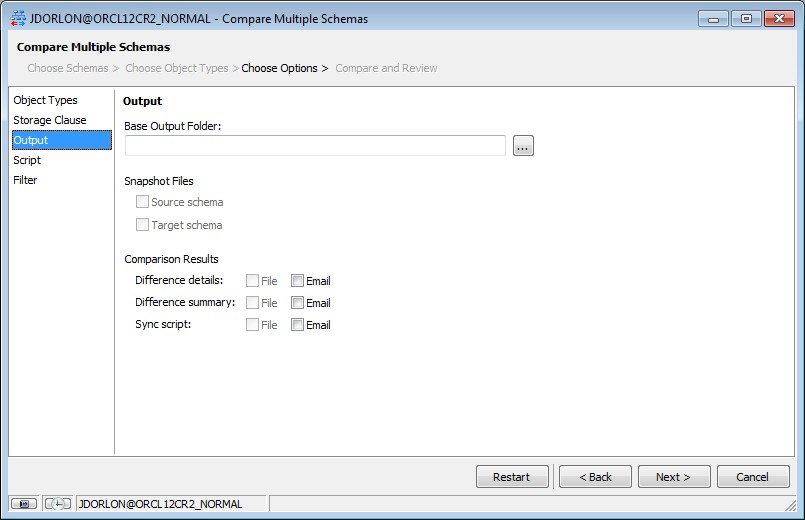 JDORLON@ORCL12CR2_NORMAL - Compare Multiple Schemas
Compare Multiple Schemas
Choose Schemas > Choose Object Types > Choose Options > Compare and Review
Object Types
Storage Clause
Output
Script
Filter
Output
Base Output Folder:
...
Snapshot Files
Source schema
Target schema
Comparison Results
Difference details: File Email
Difference summary: File Email
Sync script: File Email
Restart < Back Next > Cancel
JDORLON@ORCL12CR2_NORMAL